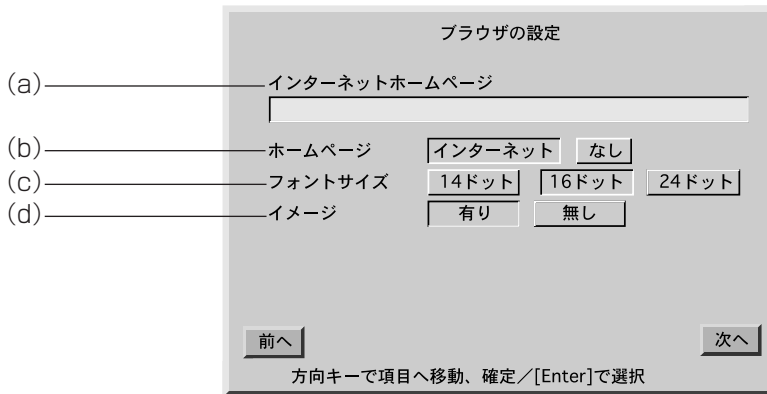 ブラウザの設定
(a) インターネットホームページ
(b) ホームページ インターネット なし
(c) フォントサイズ 14ドット 16ドット 24ドット
(d) イメージ 有り 無し
前へ 次へ
方向キーで項目へ移動、確定／[Enter]で選択